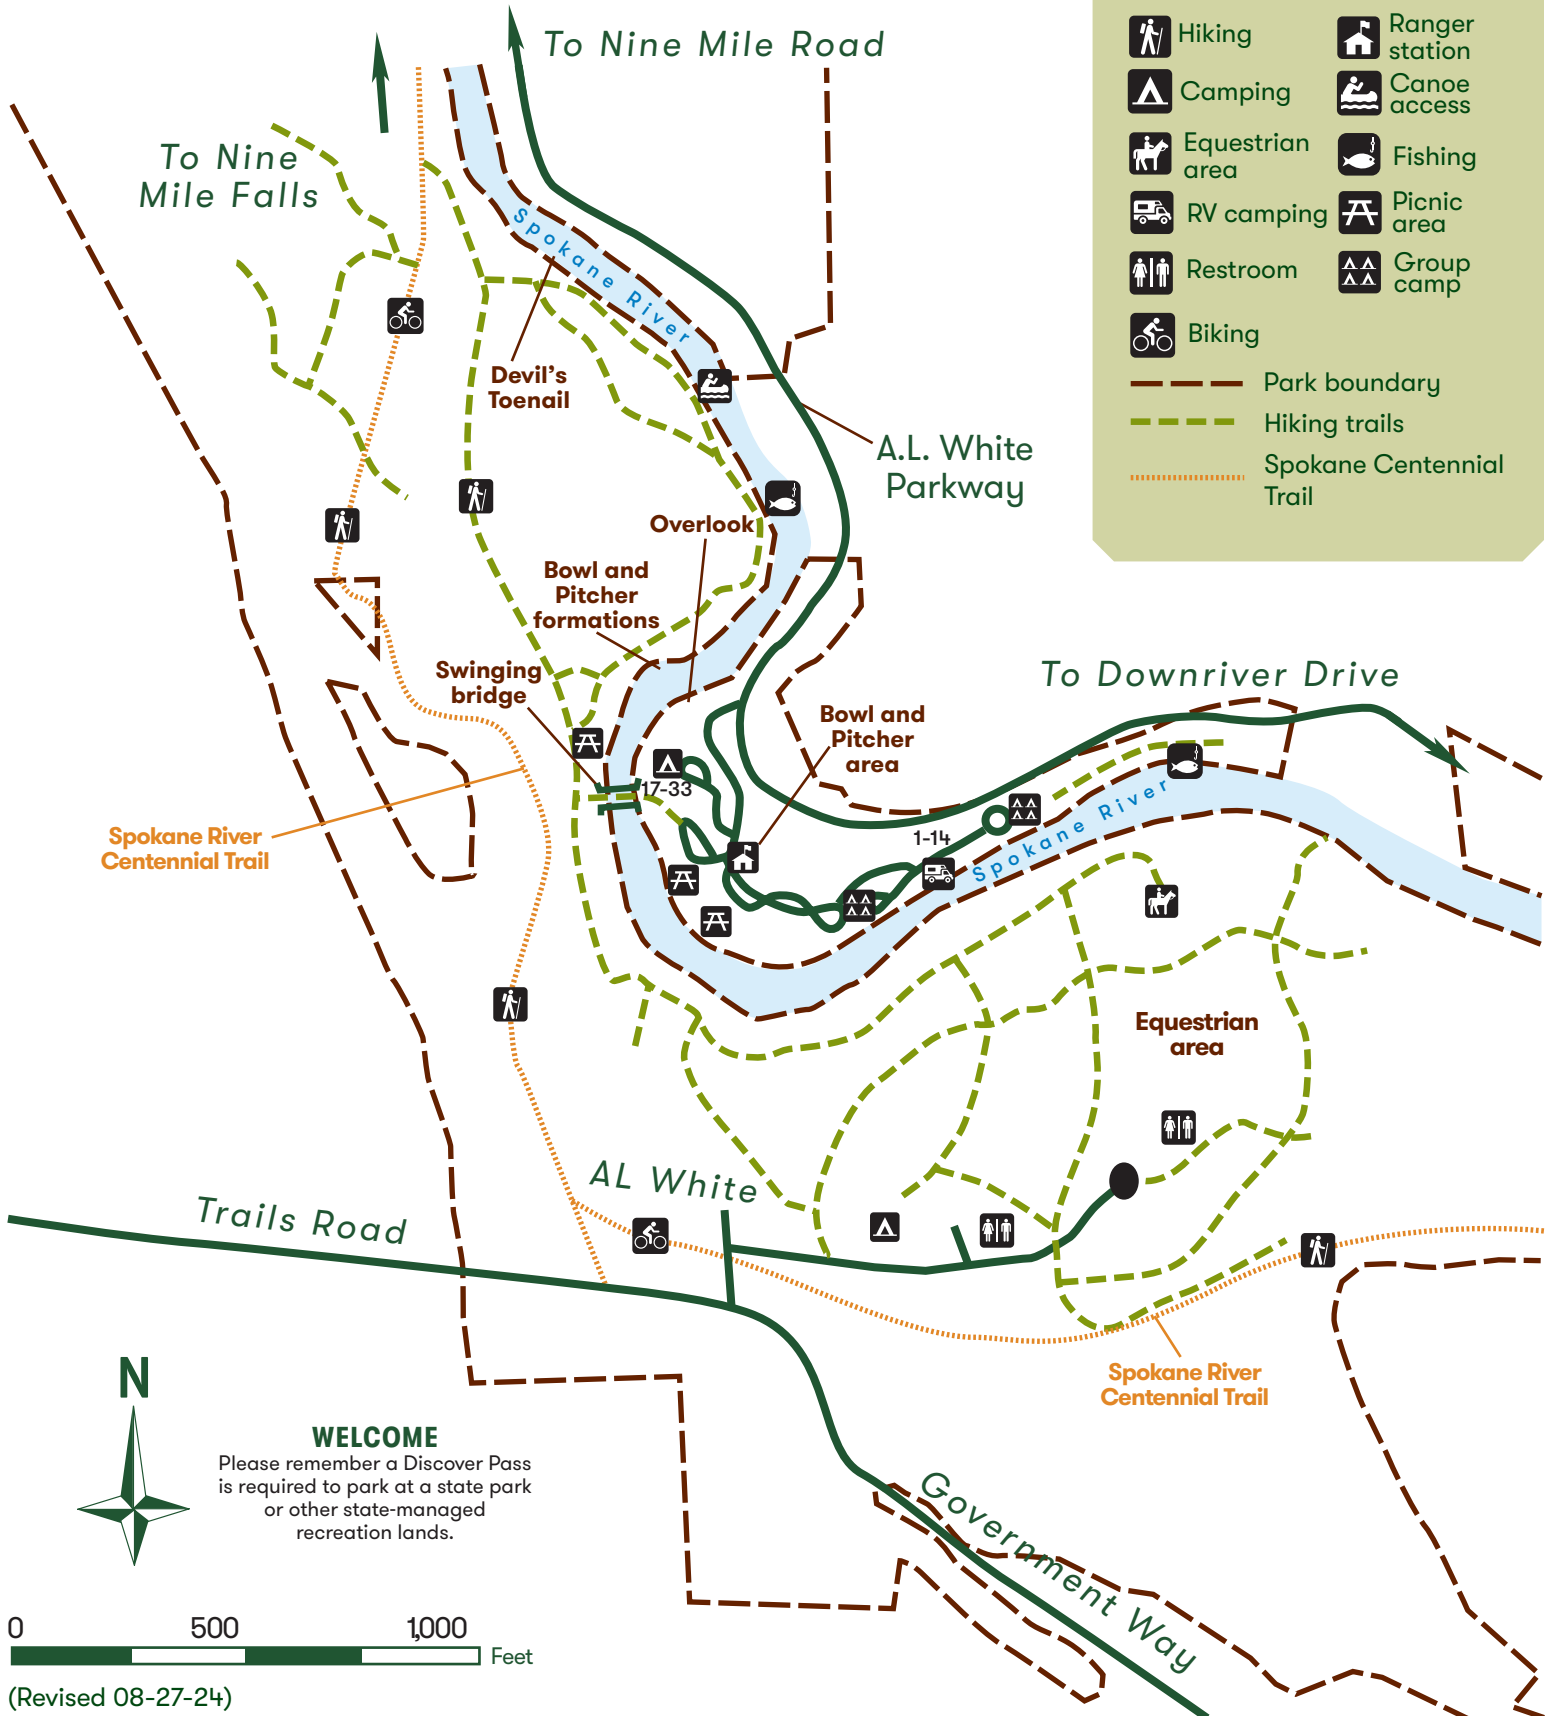 To Nine Mile Road
To Nine
Mile Falls
Hiking
Camping
Equestrian
area
RV camping
Restroom
Biking
Ranger
station
Canoe
access
Fishing
Picnic
area
Group
camp
Park boundary
Hiking trails
Spokane Centennial
Trail
Spokane River
Devil's
Toenail
A.L. White
Parkway
Overlook
Bowl and
Pitcher
formations
Swinging
bridge
To Downriver Drive
Bowl and
Pitcher
area
17-33
1-14
Spokane River
Spokane River
Centennial Trail
Equestrian
area
AL White
Trails Road
Spokane River
Centennial Trail
N
WELCOME
Please remember a Discover Pass
is required to park at a state park
or other state-managed
recreation lands.
Government Way
0 500 1,000
Feet
(Revised 08-27-24)